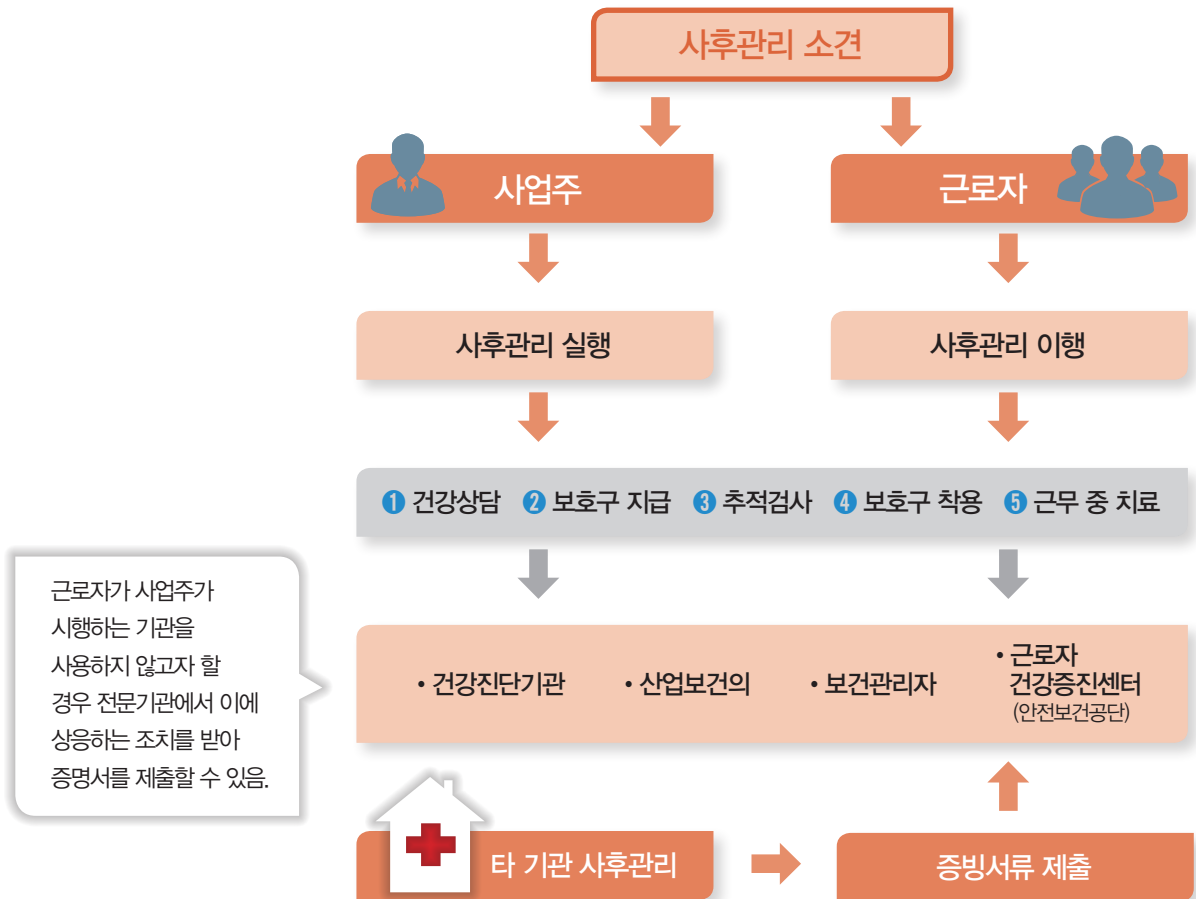 사후관리 소견
사업주
근로자
사후관리 실행
사후관리 이행
❶ 건강상담 ❷ 보호구 지급 ❸ 추적검사 ❹ 보호구 착용 ❺ 근무 중 치료
근로자가 사업주가
시행하는 기관을
사용하지 않고자 할
경우 전문기관에서 이에
상응하는 조치를 받아
증명서를 제출할 수 있음.
• 건강진단기관
• 산업보건의
• 보건관리자
• 근로자
건강증진센터
(안전보건공단)
타 기관 사후관리
증빙서류 제출